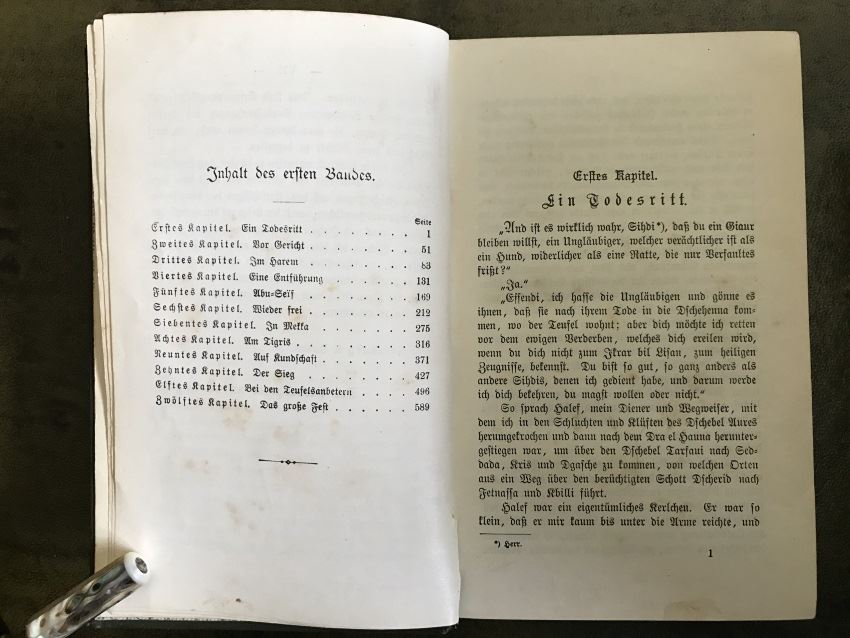 Inhalt des ersten Bandes.
Seite
Erstes Kapitel. Ein Todesritt . . . . . . . . 1
Zweites Kapitel. Vor Gericht . . . . . . . . 51
Drittes Kapitel. Im Harem . . . . . . . . 83
Viertes Kapitel. Eine Entführung . . . . . . . 131
Fünftes Kapitel. Abu-Seïf . . . . . . . . 169
Sechstes Kapitel. Wieder frei . . . . . . . . 212
Siebentes Kapitel. In Mekka . . . . . . . . 275
Achtes Kapitel. Am Tigris . . . . . . . . 316
Neuntes Kapitel. Auf Kundschaft . . . . . . . 371
Zehntes Kapitel. Der Sieg . . . . . . . . 427
Elftes Kapitel. Bei den Teufelsanbetern . . . . . 496
Zwölftes Kapitel. Das große Fest . . . . . . . 589
Erstes Kapitel.
Ein Todesritt.
„Und ist es wirklich wahr, Sihdi*), daß du ein Giaur
bleiben willst, ein Ungläubiger, welcher verächtlicher ist als
ein Hund, widerlicher als eine Ratte, die nur Verfaultes
frißt?“
„Ja.“
„Effendi, ich hasse die Ungläubigen und gönne es
ihnen, daß sie nach ihrem Tode in die Dschehenna kom-
men, wo der Teufel wohnt; aber dich möchte ich retten
vor dem ewigen Verderben, welches dich ereilen wird,
wenn du dich nicht zum Ikrar bil Lisan, zum heiligen
Zeugnisse, bekennst. Du bist so gut, so ganz anders als
andere Sihdis, denen ich gedient habe, und darum werde
ich dich bekehren, du magst wollen oder nicht.“
So sprach Halef, mein Diener und Wegweiser, mit
dem ich in den Schluchten und Klüften des Dschebel Aures
herumgekrochen und dann nach dem Dra el Hauna herunter-
gestiegen war, um über den Dschebel Tarfaui nach Sed-
dada, Kris und Dgasche zu kommen, von welchen Orten
aus ein Weg über den berüchtigten Schott Dscherid nach
Fetnassa und Kbilli führt.
Halef war ein eigentümliches Kerlchen. Er war so
klein, daß er mir kaum bis unter die Arme reichte, und
*) Herr.
1